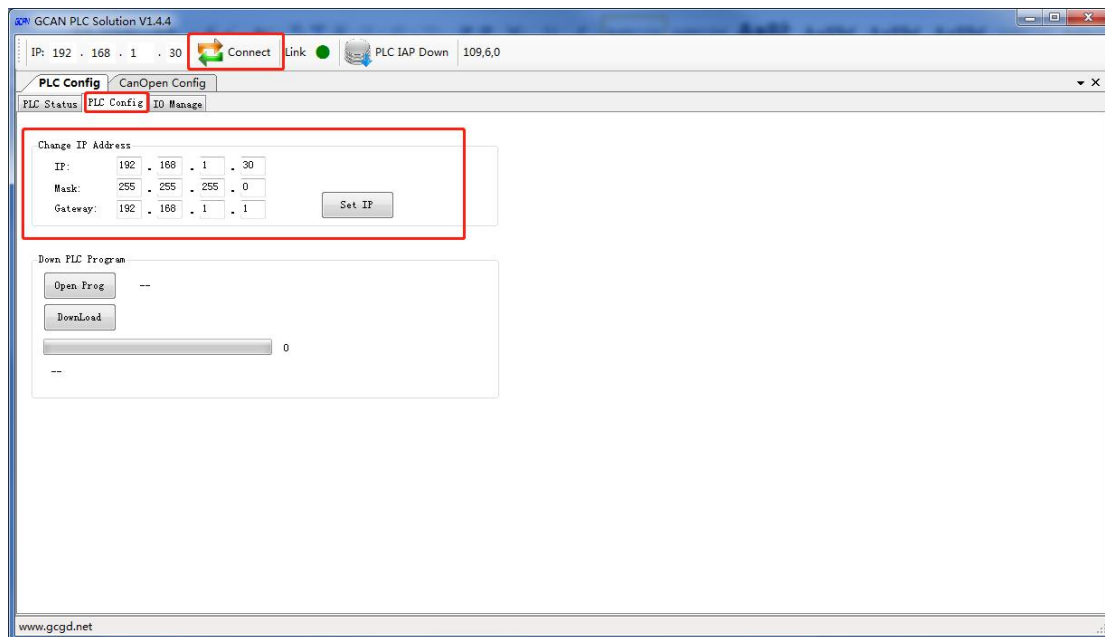 GCAN GCAN PLC Solution V1.4.4
IP: 192 . 168 . 1 . 30 Connect Link PLC IAP Down 109,6,0
PLC Config CanOpen Config
PLC Status PLC Config IO Manage
Change IP Address
IP: 192 . 168 . 1 . 30
Mask: 255 . 255 . 255 . 0
Gateway: 192 . 168 . 1 . 1
Set IP
Down PLC Program
Open Prog --
DownLoad
0
--
www.gcgd.net